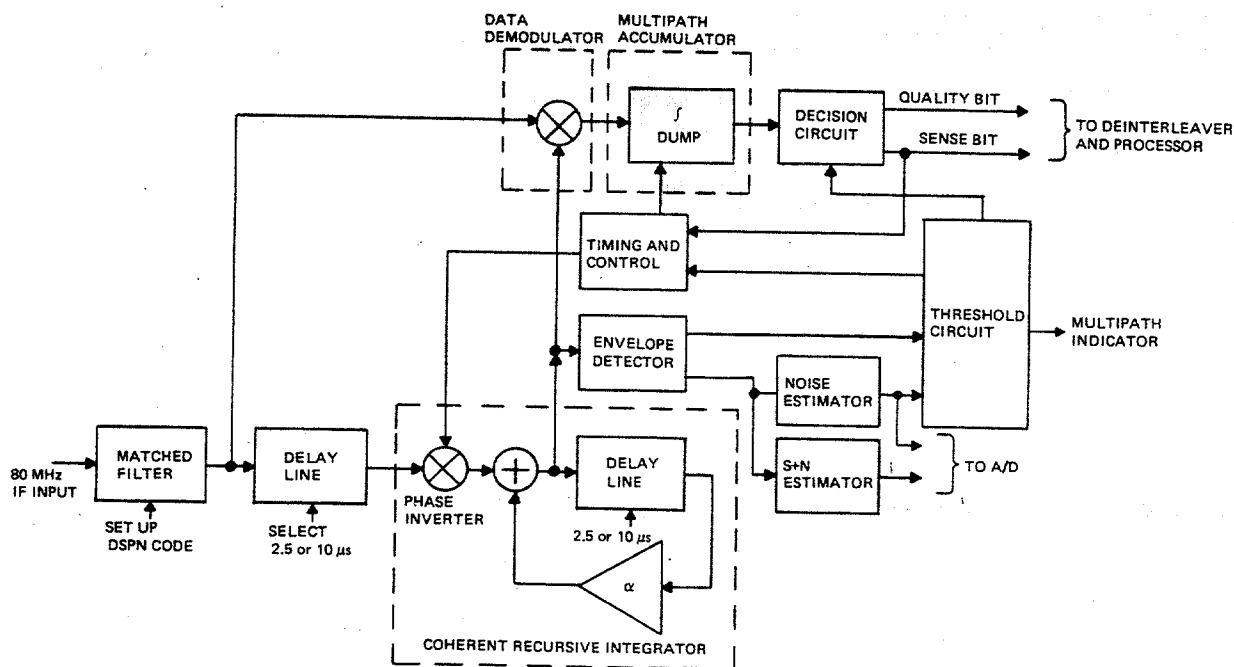 DATA
DEMODULATOR
MULTIPATH
ACCUMULATOR
∫
DUMP
DECISION
CIRCUIT
QUALITY BIT
SENSE BIT
TO DEINTERLEAVER
AND PROCESSOR
TIMING AND
CONTROL
THRESHOLD
CIRCUIT
MULTIPATH
INDICATOR
ENVELOPE
DETECTOR
NOISE
ESTIMATOR
S+N
ESTIMATOR
TO A/D
80 MHz
IF INPUT
MATCHED
FILTER
SET UP
DSPN CODE
DELAY
LINE
SELECT
2.5 or 10 μs
PHASE
INVERTER
DELAY
LINE
2.5 or 10 μs
α
COHERENT RECURSIVE INTEGRATOR